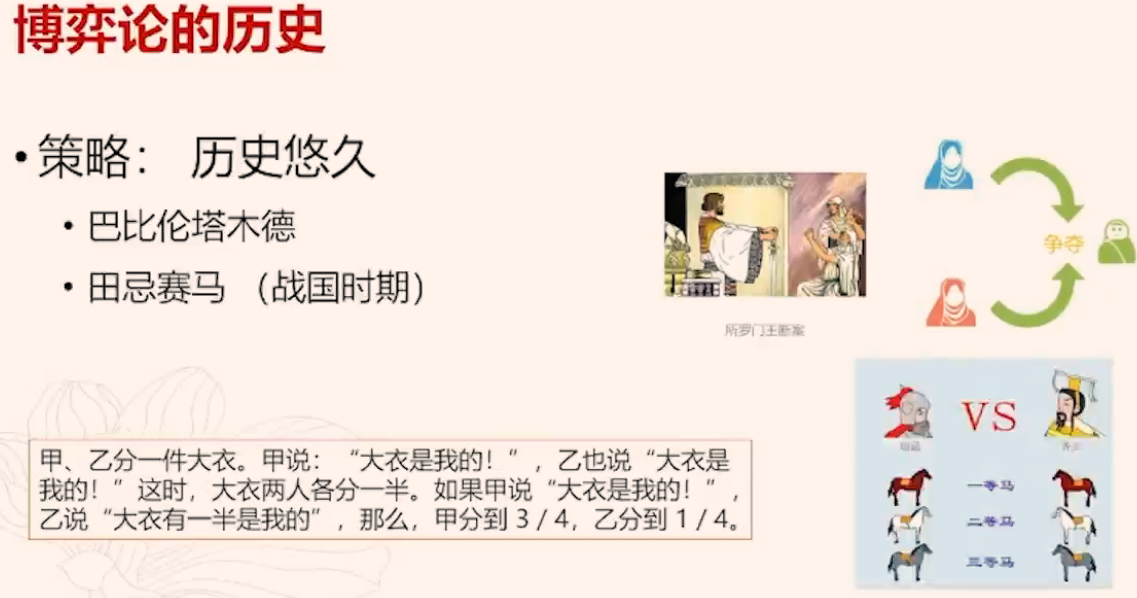 博弈论的历史
• 策略： 历史悠久
• 巴比伦塔木德
• 田忌赛马 （战国时期）
争夺
所罗门王断案
VS
一等马
二等马
三等马
甲、乙分一件大衣。甲说：“大衣是我的！”，乙也说“大衣是
我的！”这时，大衣两人各分一半。如果甲说“大衣是我的！”，
乙说“大衣有一半是我的”，那么，甲分到 3 / 4，乙分到 1 / 4。